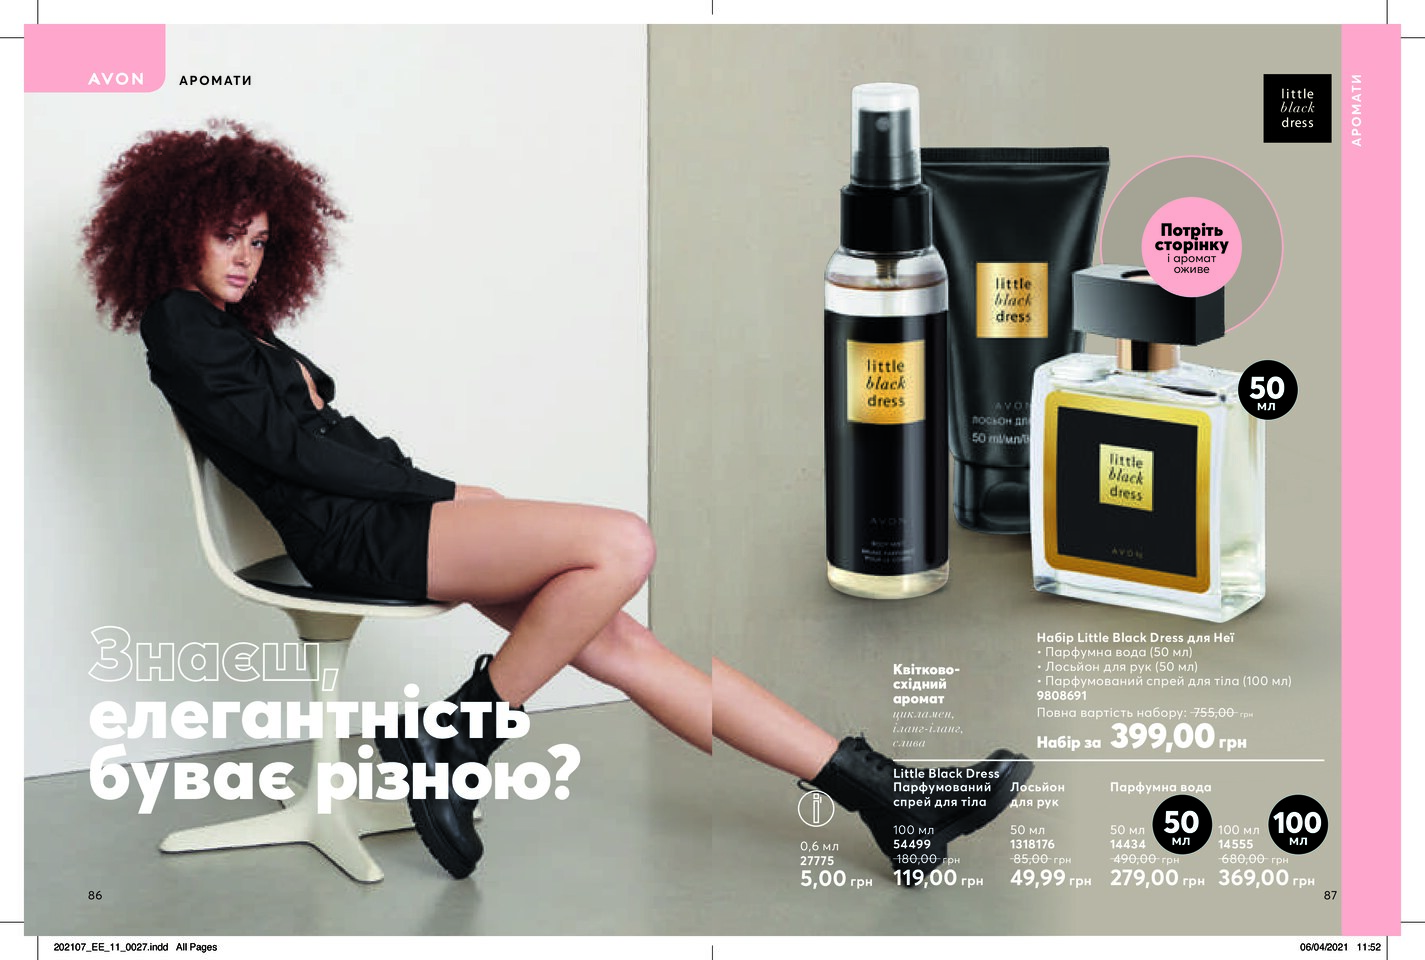 AVON
АРОМАТИ
Знаєш,
елегантність
буває різною?
86
little
black
dress
АРОМАТИ
Потріть
сторінку
і аромат
оживе
little
black
dress
AVON
BODY MIST
little
black
dress
AVON
ЛОСЬОН ДЛЯ
50 ml/мл/
little
black
dress
AVON
50
мл
Квітково-
східний
аромат
цикламен,
іланг-іланг,
слива
Набір Little Black Dress для Неї
• Парфумна вода (50 мл)
• Лосьйон для рук (50 мл)
• Парфумований спрей для тіла (100 мл)
9808691
Повна вартість набору: 755,00 грн
Набір за 399,00 грн
0,6 мл
27775
5,00 грн
Little Black Dress
Парфумований
спрей для тіла
100 мл
54499
180,00 грн
119,00 грн
Лосьйон
для рук
50 мл
1318176
85,00 грн
49,99 грн
Парфумна вода
50 мл
14434
490,00 грн
279,00 грн
50
мл
100 мл
14555
680,00 грн
369,00 грн
100
мл
87
202107_EE_11_0027.indd All Pages
06/04/2021 11:52